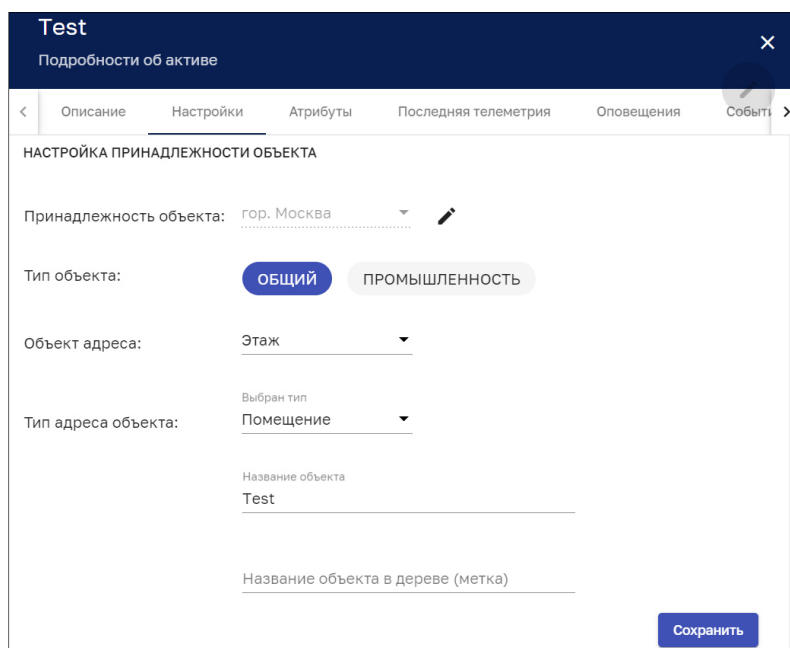 Test
Подробности об активе
Описание Настройки Атрибуты Последняя телеметрия Оповещения Событи
НАСТРОЙКА ПРИНАДЛЕЖНОСТИ ОБЪЕКТА
Принадлежность объекта: гор. Москва
Тип объекта: ОБЩИЙ ПРОМЫШЛЕННОСТЬ
Объект адреса: Этаж
Выбран тип
Тип адреса объекта: Помещение
Название объекта
Test
Название объекта в дереве (метка)
Сохранить